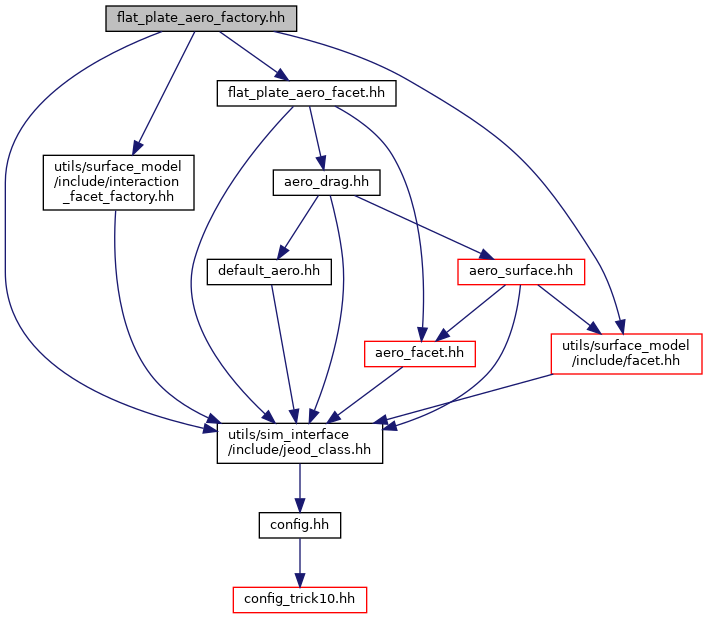 flat_plate_aero_factory.hh
flat_plate_aero_facet.hh
utils/surface_model
/include/interaction
_facet_factory.hh
aero_drag.hh
default_aero.hh
aero_surface.hh
aero_facet.hh
utils/surface_model
/include/facet.hh
utils/sim_interface
/include/jeod_class.hh
config.hh
config_trick10.hh